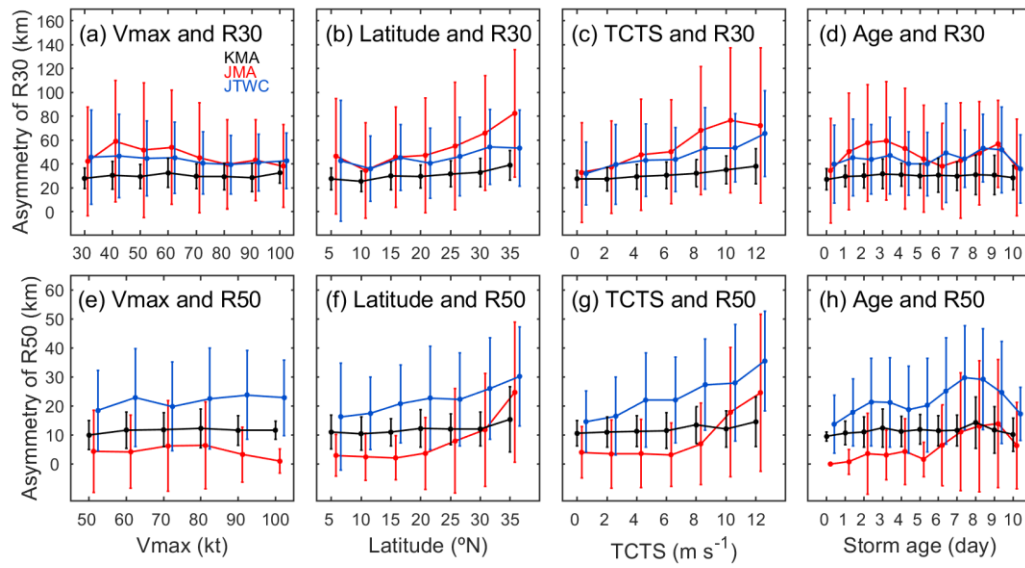 (a) Vmax and R30
KMA
JMA
JTWC
(b) Latitude and R30
(c) TCTS and R30
(d) Age and R30
Asymmetry of R30 (km)
160
140
120
100
80
60
40
20
0
30 40 50 60 70 80 90 100
5 10 15 20 25 30 35
0 2 4 6 8 10 12
0 1 2 3 4 5 6 7 8 9 10
(e) Vmax and R50
(f) Latitude and R50
(g) TCTS and R50
(h) Age and R50
Asymmetry of R50 (km)
60
50
40
30
20
10
0
50 60 70 80 90 100
5 10 15 20 25 30 35
0 2 4 6 8 10 12
0 1 2 3 4 5 6 7 8 9 10
Vmax (kt)
Latitude (ºN)
TCTS (m s⁻¹)
Storm age (day)